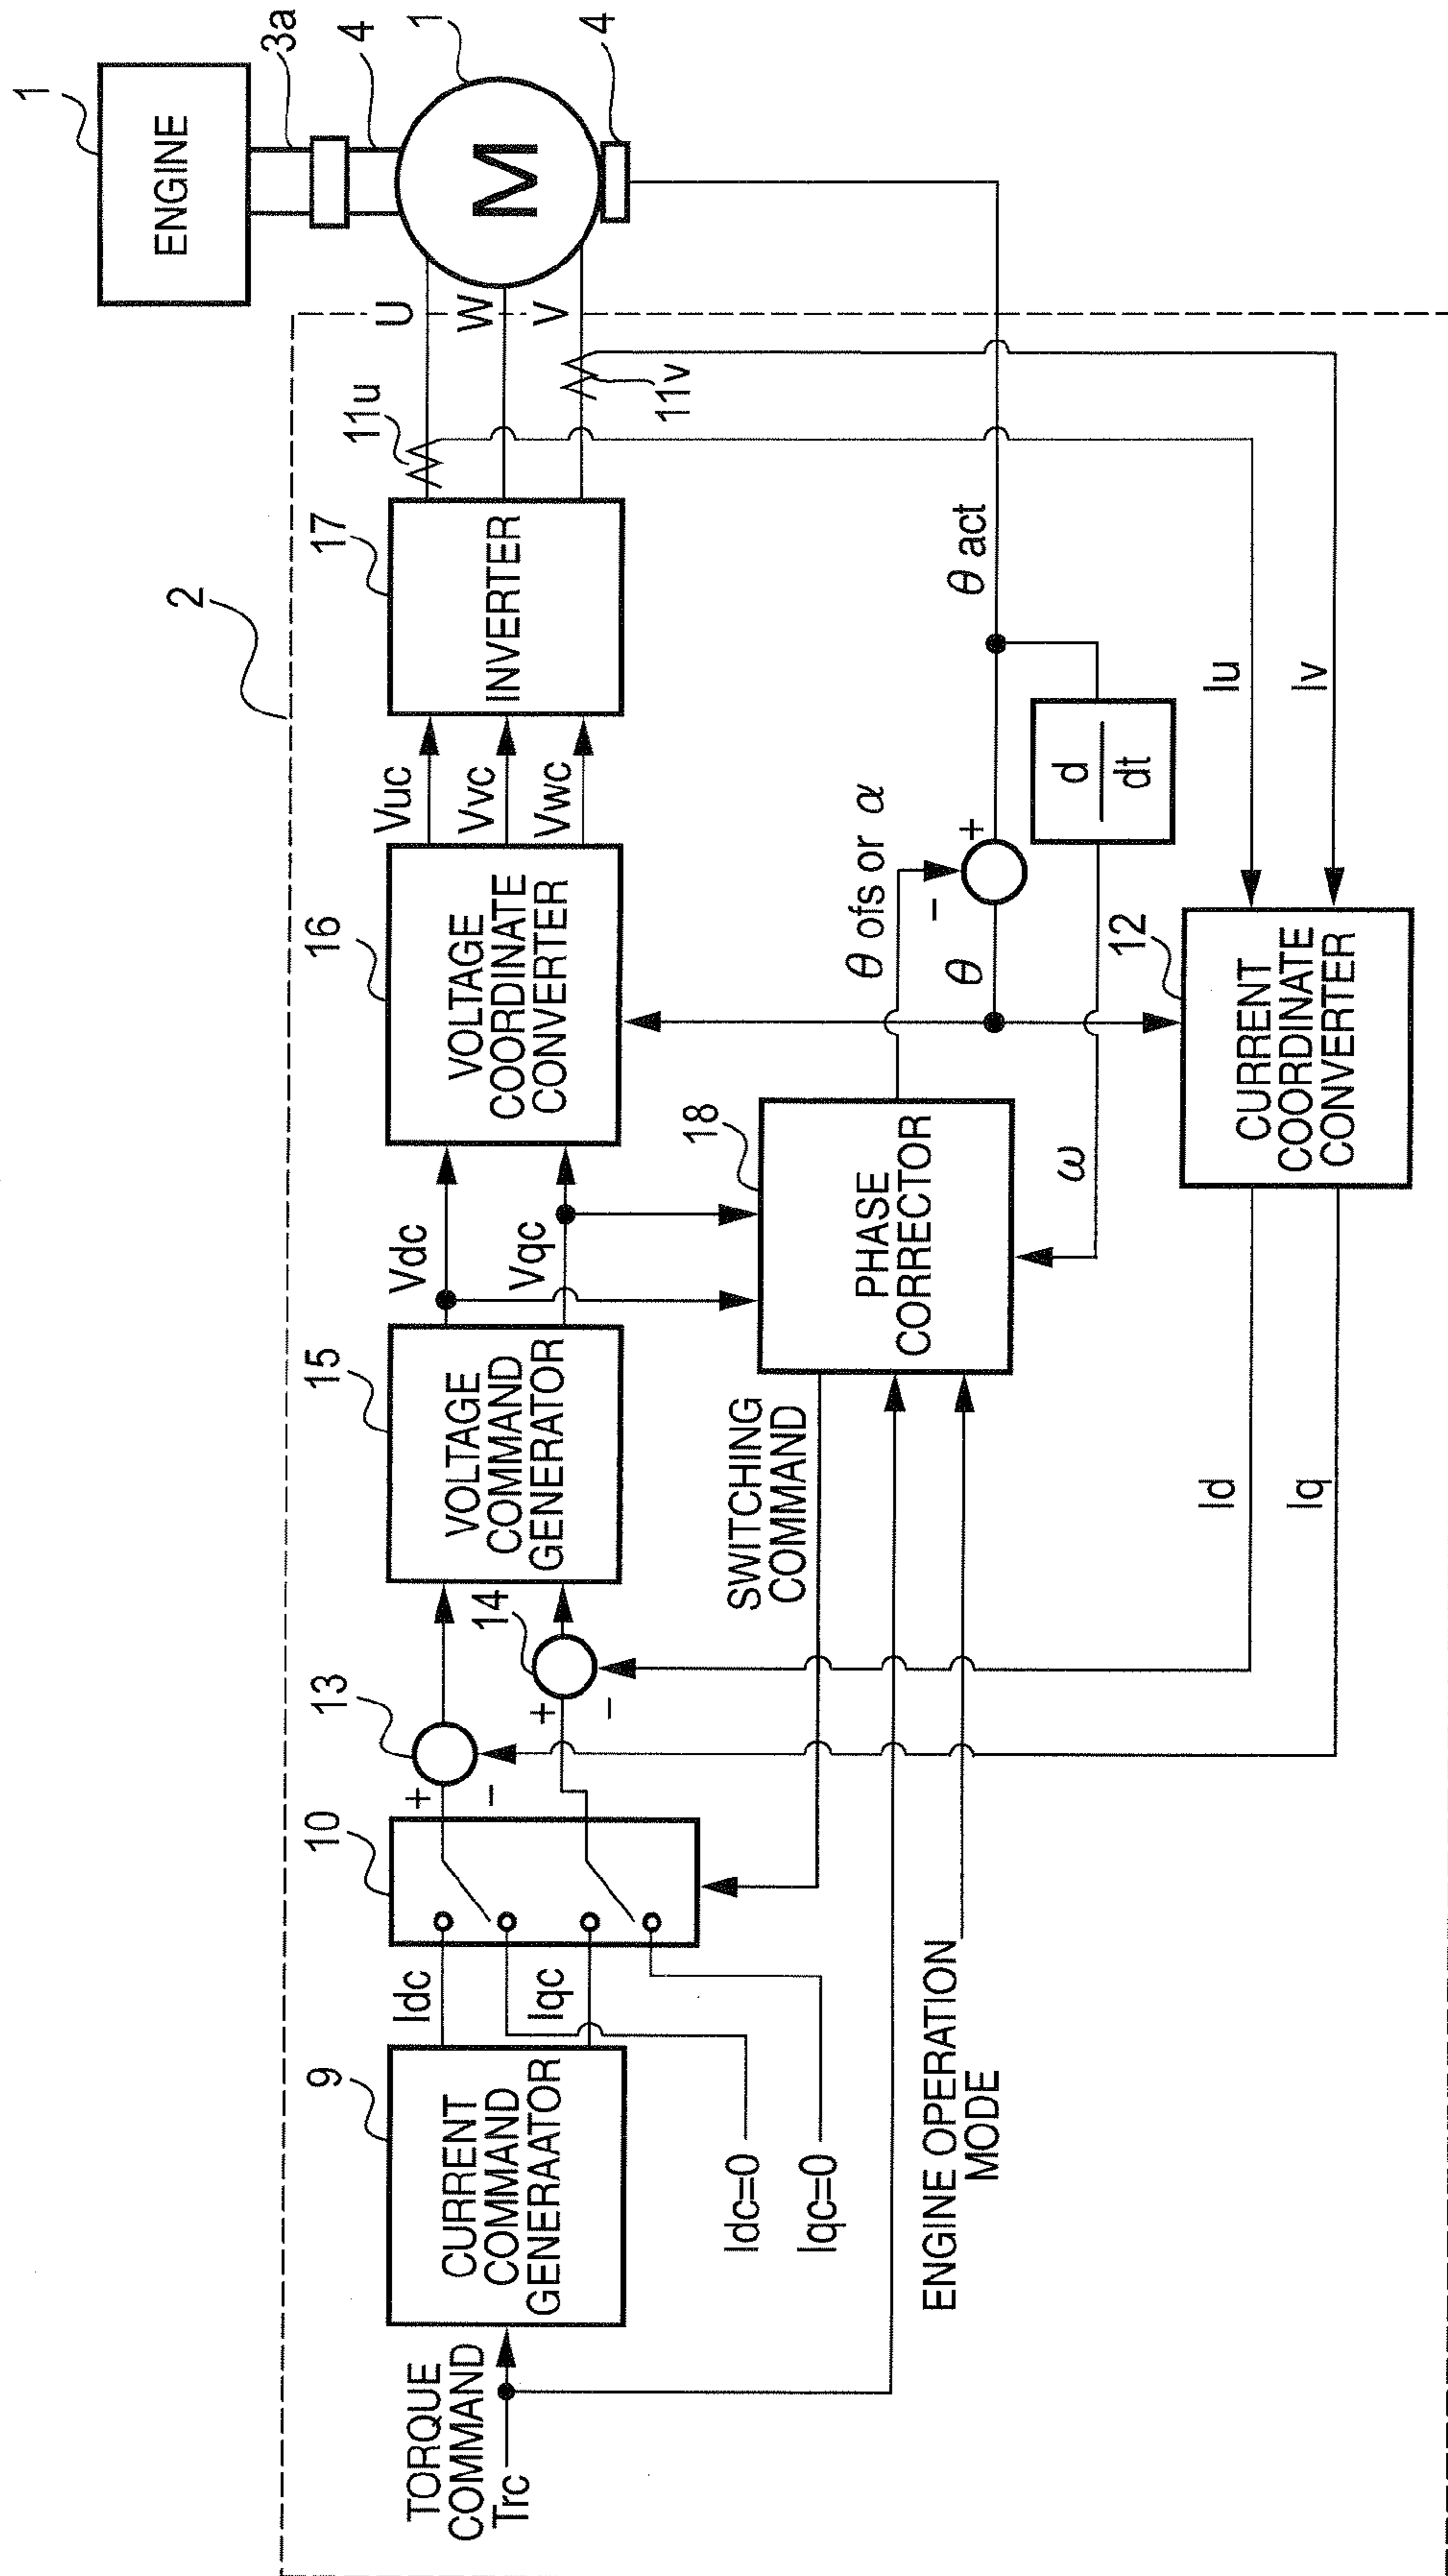 1
ENGINE
3a
4
1
M
4
2
U
W
V
11u
11v
17
INVERTER
Vuc
Vvc
Vwc
16
VOLTAGE
COORDINATE
CONVERTER
Vdc
Vqc
15
VOLTAGE
COMMAND
GENERATOR
14
+
−
13
+
−
10
Idc
Iqc
9
CURRENT
COMMAND
GENERAATOR
TORQUE
COMMAND
Trc
Idc=0
Iqc=0
ENGINE OPERATION
MODE
SWITCHING
COMMAND
18
PHASE
CORRECTOR
θ ofs or α
−
+
θ
θ act
d
dt
ω
Iu
Iv
12
CURRENT
COORDINATE
CONVERTER
Id
Iq